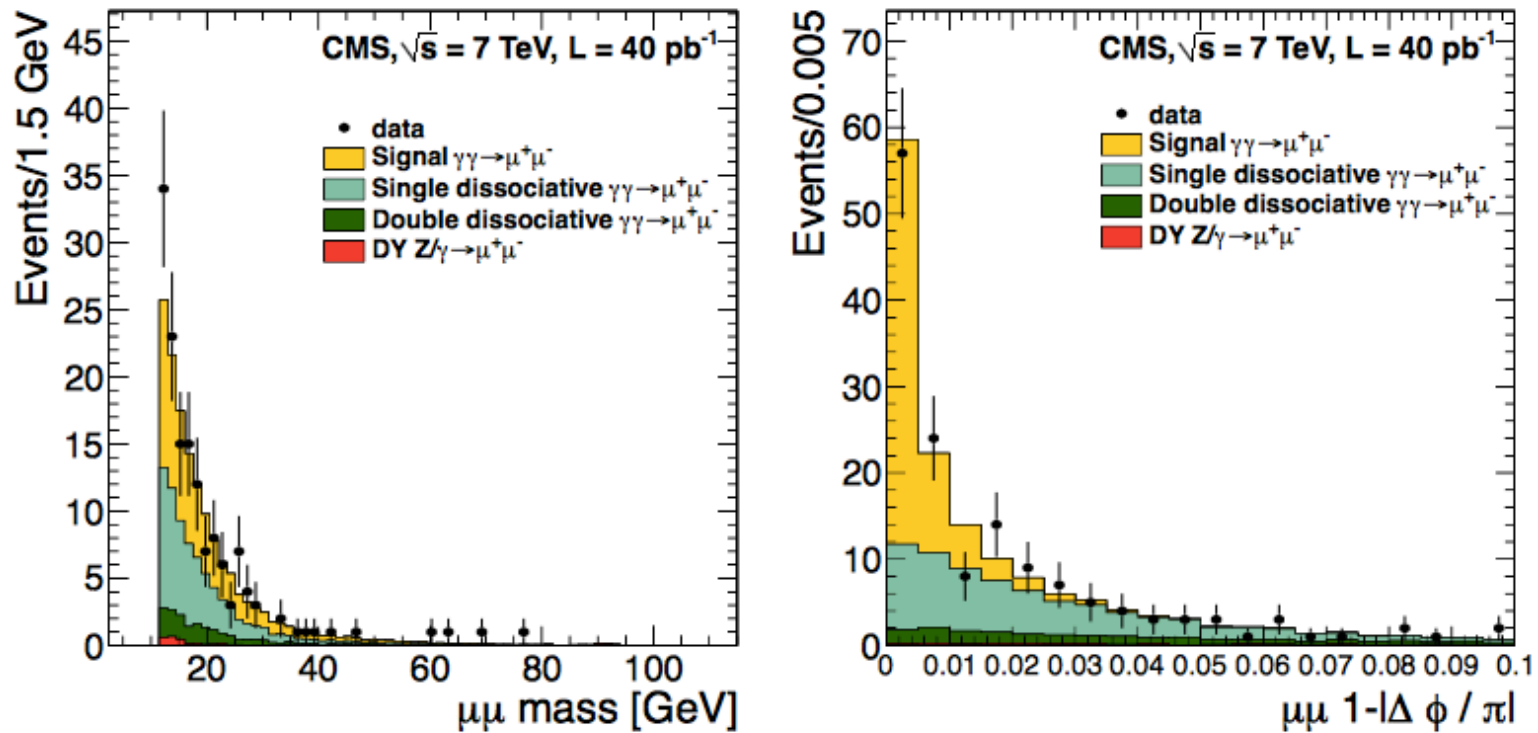 Events/1.5 GeV
45
40
35
30
25
20
15
10
5
0
CMS, √s = 7 TeV, L = 40 pb⁻¹
data
Signal γγ→μ⁺μ⁻
Single dissociative γγ→μ⁺μ⁻
Double dissociative γγ→μ⁺μ⁻
DY Z/γ→μ⁺μ⁻
20 40 60 80 100
μμ mass [GeV]
Events/0.005
70
60
50
40
30
20
10
0
CMS, √s = 7 TeV, L = 40 pb⁻¹
data
Signal γγ→μ⁺μ⁻
Single dissociative γγ→μ⁺μ⁻
Double dissociative γγ→μ⁺μ⁻
DY Z/γ→μ⁺μ⁻
0 0.01 0.02 0.03 0.04 0.05 0.06 0.07 0.08 0.09 0.1
μμ 1-|Δ φ / π|